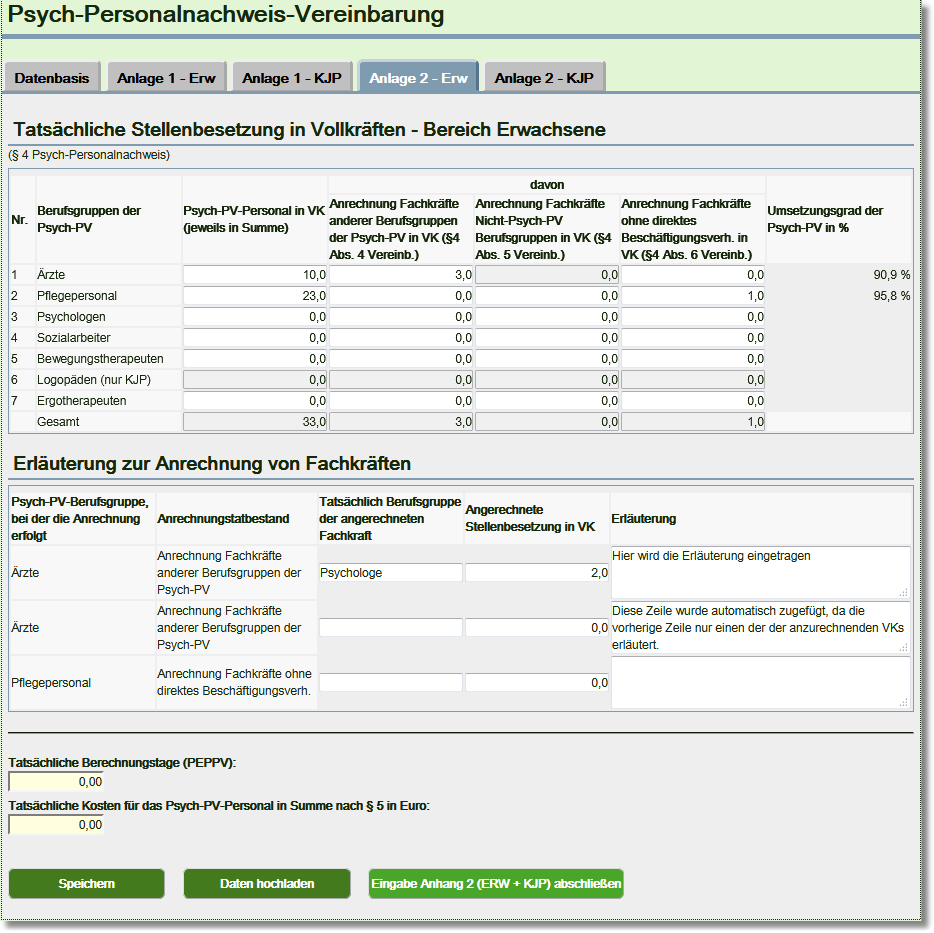 Psych-Personalnachweis-Vereinbarung
Datenbasis Anlage 1 - Erw Anlage 1 - KJP Anlage 2 - Erw Anlage 2 - KJP
Tatsächliche Stellenbesetzung in Vollkräften - Bereich Erwachsene
(§ 4 Psych-Personalnachweis)
davon
Nr.
Berufsgruppen der
Psych-PV
Psych-PV-Personal in VK
(jeweils in Summe)
Anrechnung Fachkräfte
anderer Berufsgruppen
der Psych-PV in VK (§4
Abs. 4 Vereinb.)
Anrechnung Fachkräfte
Nicht-Psych-PV
Berufsgruppen in VK (§4
Abs. 5 Vereinb.)
Anrechnung Fachkräfte
ohne direktes
Beschäftigungsverh. in
VK (§4 Abs. 6 Vereinb.)
Umsetzungsgrad der
Psych-PV in %
1 Ärzte 10,0 3,0 0,0 0,0 90,9 %
2 Pflegepersonal 23,0 0,0 0,0 1,0 95,8 %
3 Psychologen 0,0 0,0 0,0 0,0
4 Sozialarbeiter 0,0 0,0 0,0 0,0
5 Bewegungstherapeuten 0,0 0,0 0,0 0,0
6 Logopäden (nur KJP) 0,0 0,0 0,0 0,0
7 Ergotherapeuten 0,0 0,0 0,0 0,0
Gesamt 33,0 3,0 0,0 1,0
Erläuterung zur Anrechnung von Fachkräften
Psych-PV-Berufsgruppe,
bei der die Anrechnung
erfolgt
Anrechnungstatbestand
Tatsächlich Berufsgruppe
der angerechneten
Fachkraft
Angerechnete
Stellenbesetzung in VK
Erläuterung
Ärzte
Anrechnung Fachkräfte
anderer Berufsgruppen der
Psych-PV
Psychologe
2,0
Hier wird die Erläuterung eingetragen
Ärzte
Anrechnung Fachkräfte
anderer Berufsgruppen der
Psych-PV
0,0
Diese Zeile wurde automatisch zugefügt, da die
vorherige Zeile nur einen der der anzurechnenden VKs
erläutert.
Pflegepersonal
Anrechnung Fachkräfte ohne
direktes Beschäftigungsverh.
0,0
Tatsächliche Berechnungstage (PEPPV):
0,00
Tatsächliche Kosten für das Psych-PV-Personal in Summe nach § 5 in Euro:
0,00
Speichern Daten hochladen Eingabe Anhang 2 (ERW + KJP) abschließen